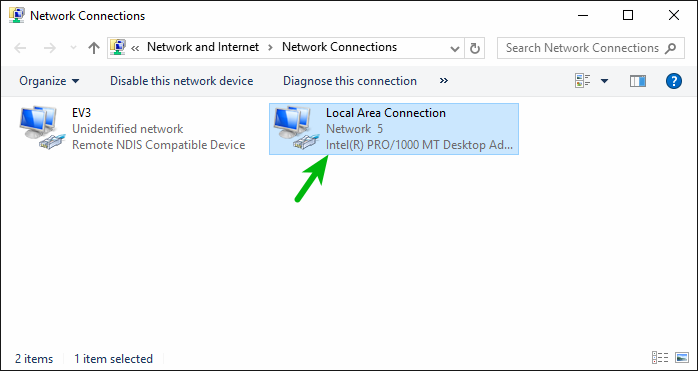 Network Connections
« Network and Internet > Network Connections
Search Network Connections
Organize
Disable this network device
Diagnose this connection
»
?
EV3
Unidentified network
Remote NDIS Compatible Device
Local Area Connection
Network 5
Intel(R) PRO/1000 MT Desktop Ad...
2 items
1 item selected